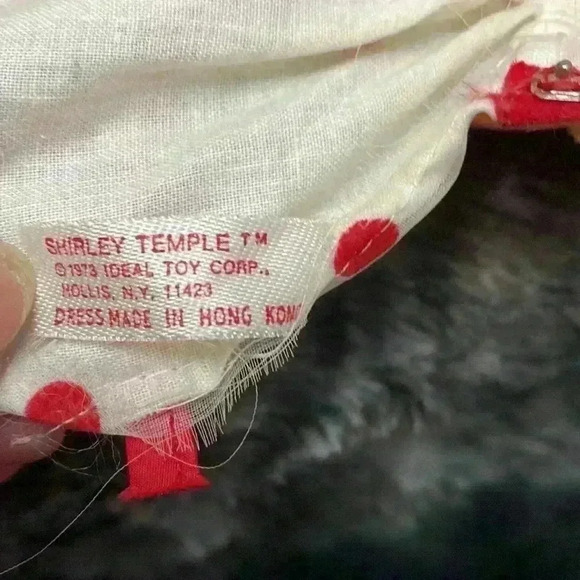 SHIRLEY TEMPLE TM
©1973 IDEAL TOY CORP.,
HOLLIS, N.Y. 11423
DRESS MADE IN HONG KONG